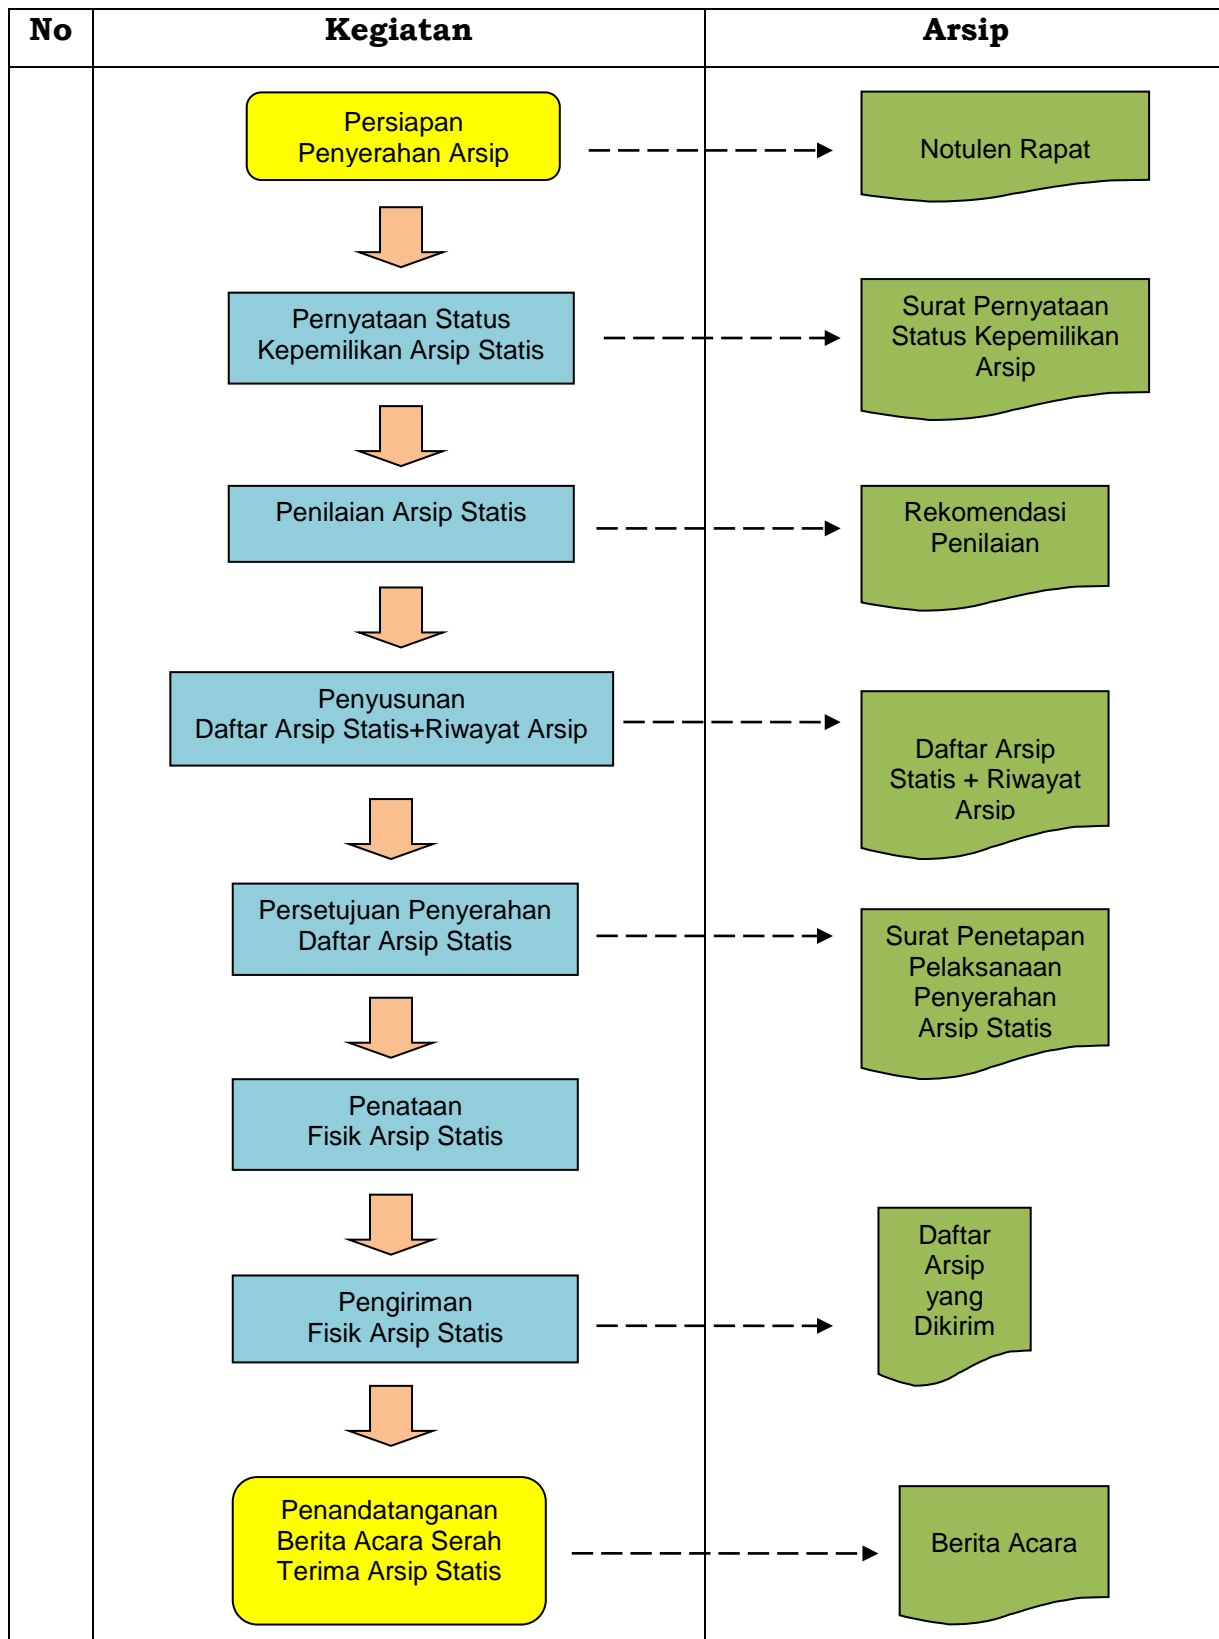 No
Kegiatan
Arsip
Persiapan
Penyerahan Arsip
Notulen Rapat
Pernyataan Status
Kepemilikan Arsip Statis
Surat Pernyataan
Status Kepemilikan
Arsip
Penilaian Arsip Statis
Rekomendasi
Penilaian
Penyusunan
Daftar Arsip Statis+Riwayat Arsip
Daftar Arsip
Statis + Riwayat
Arsip
Persetujuan Penyerahan
Daftar Arsip Statis
Surat Penetapan
Pelaksanaan
Penyerahan
Arsip Statis
Penataan
Fisik Arsip Statis
Pengiriman
Fisik Arsip Statis
Daftar
Arsip
yang
Dikirim
Penandatanganan
Berita Acara Serah
Terima Arsip Statis
Berita Acara